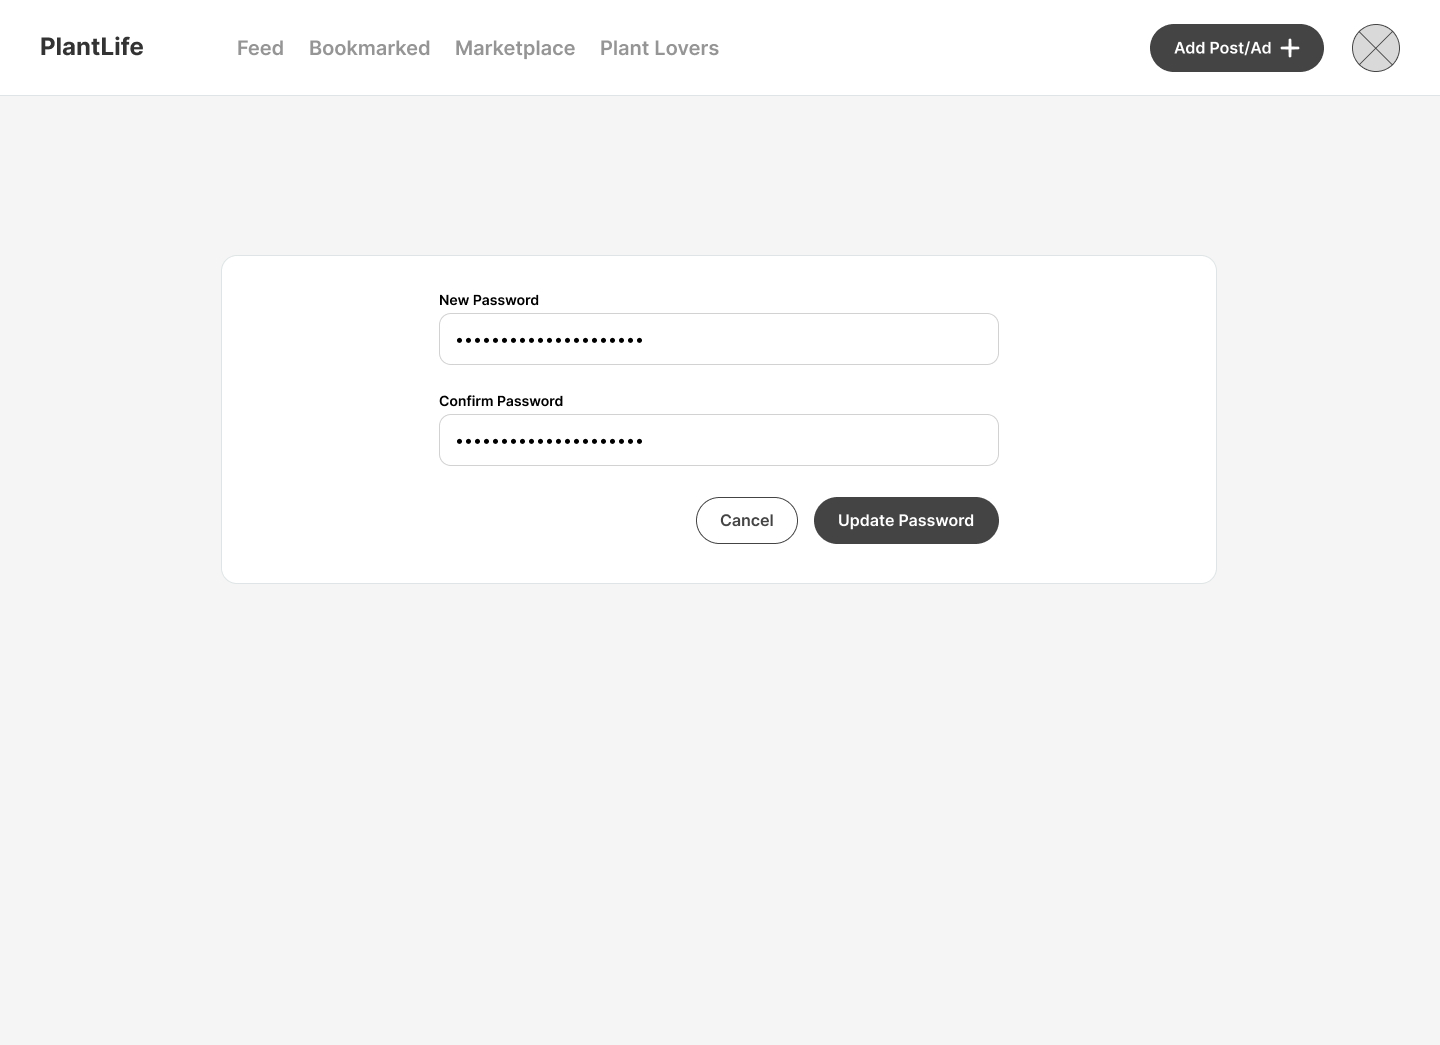 PlantLife
Feed Bookmarked Marketplace Plant Lovers
Add Post/Ad
New Password
•••••••••••••••••••••
Confirm Password
•••••••••••••••••••••
Cancel Update Password